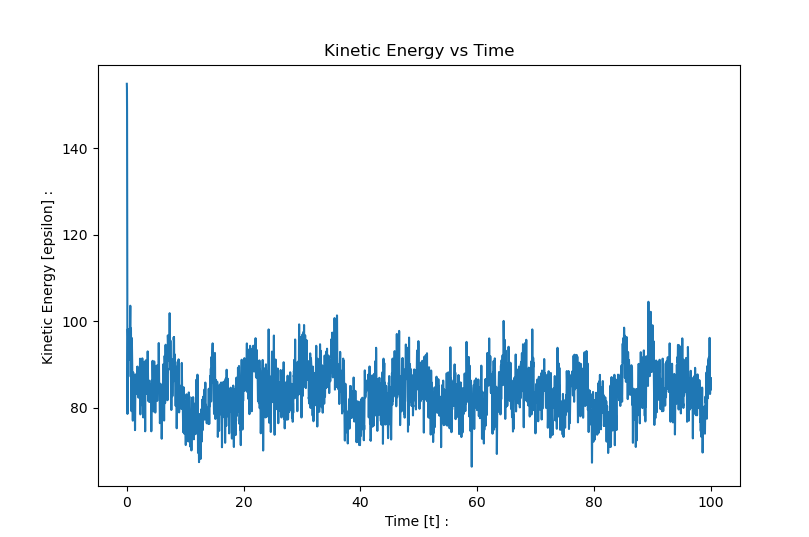 Kinetic Energy vs Time
Kinetic Energy [epsilon] :
140
120
100
80
0 20 40 60 80 100
Time [t] :